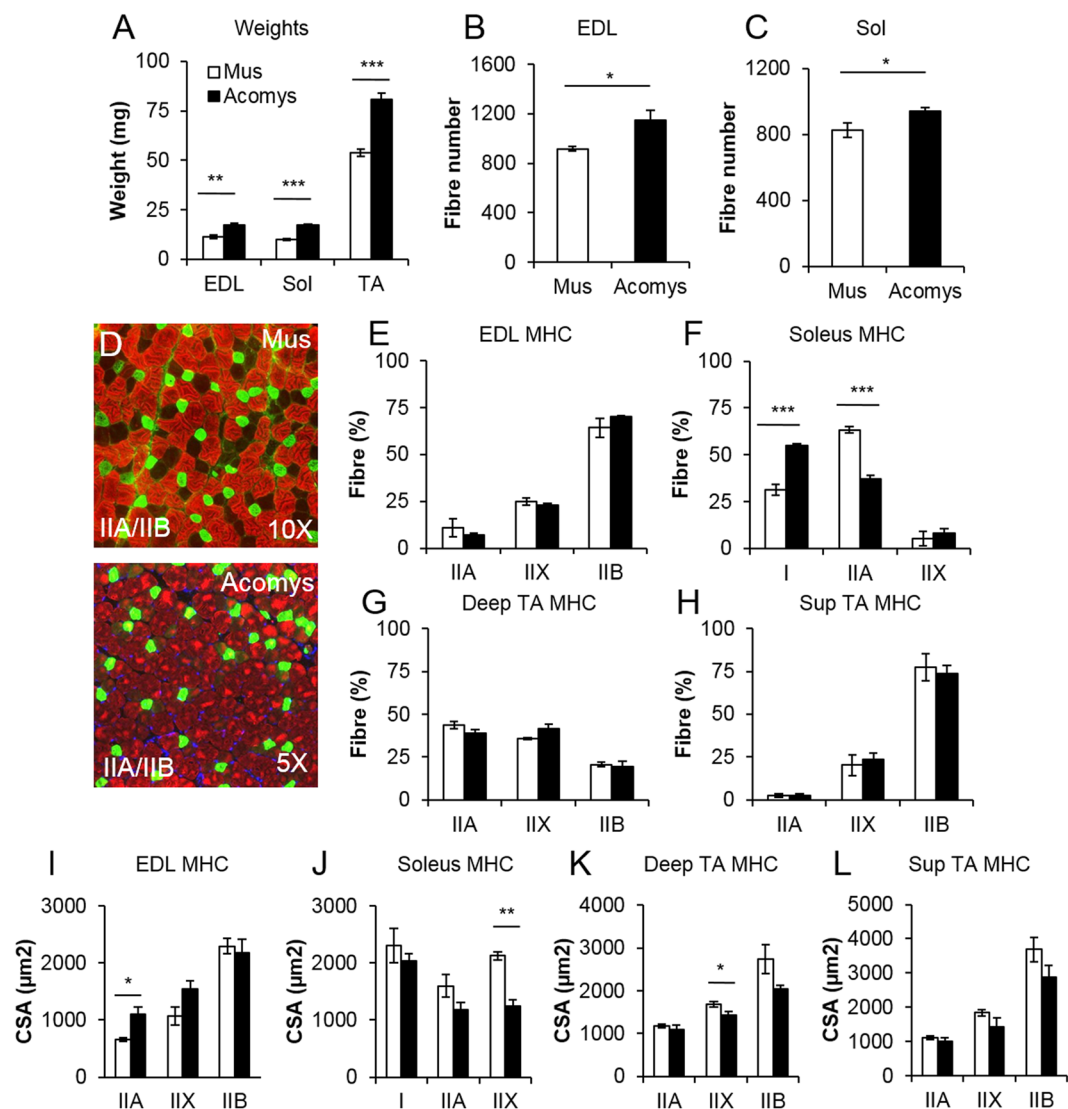 A Weights
100
75
50
25
0
Weight (mg)
Mus
Acomys
**
***
***
EDL Sol TA
B EDL
1600
1200
800
400
0
Fibre number
*
Mus Acomys
C Sol
1200
800
400
0
Fibre number
*
Mus Acomys
D Mus
IIA/IIB 10X
Acomys
IIA/IIB 5X
E EDL MHC
100
75
50
25
0
Fibre (%)
IIA IIX IIB
F Soleus MHC
100
75
50
25
0
Fibre (%)
***
***
I IIA IIX
G Deep TA MHC
100
75
50
25
0
Fibre (%)
IIA IIX IIB
H Sup TA MHC
100
75
50
25
0
Fibre (%)
IIA IIX IIB
I EDL MHC
3000
2000
1000
0
CSA (µm2)
*
IIA IIX IIB
J Soleus MHC
3000
2000
1000
0
CSA (µm2)
**
I IIA IIX
K Deep TA MHC
4000
3000
2000
1000
0
CSA (µm2)
*
IIA IIX IIB
L Sup TA MHC
5000
4000
3000
2000
1000
0
CSA (µm2)
IIA IIX IIB